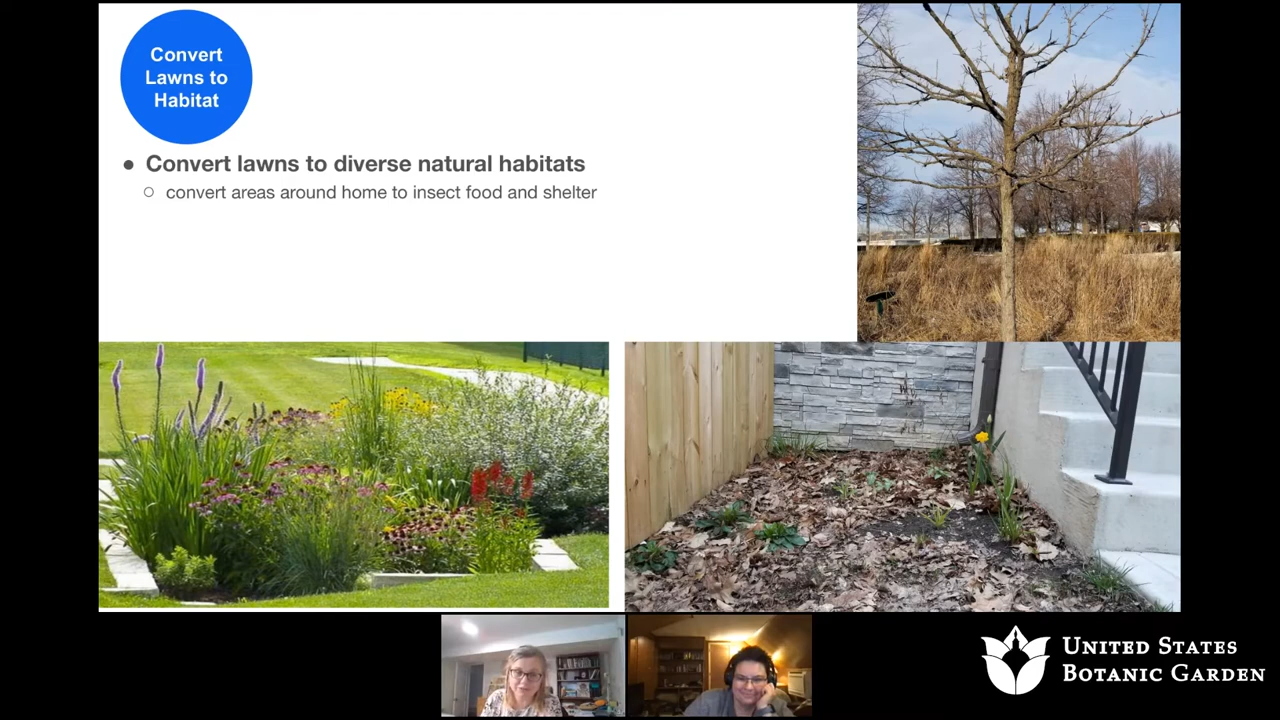 Convert
Lawns to
Habitat
● Convert lawns to diverse natural habitats
○ convert areas around home to insect food and shelter
UNITED STATES
BOTANIC GARDEN